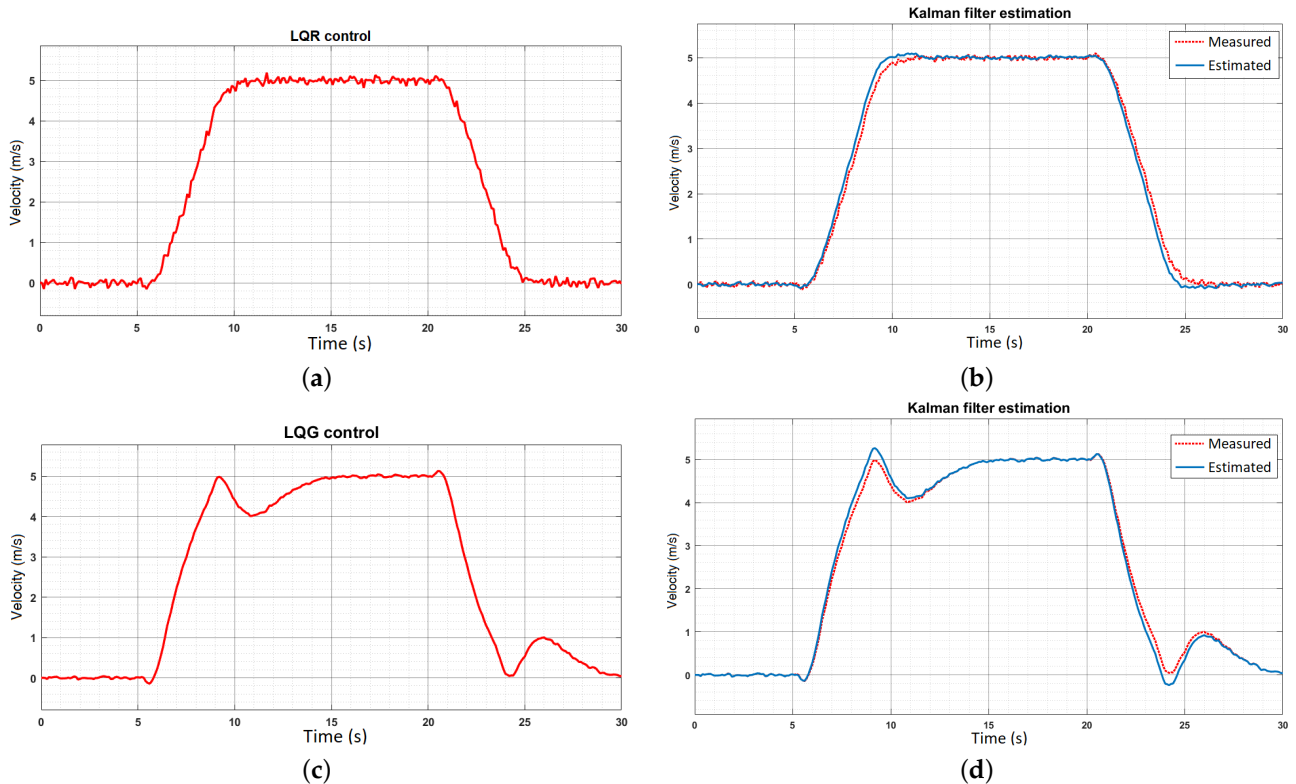 LQR control
5
4
3
2
1
0
Velocity (m/s)
0 5 10 15 20 25 30
Time (s)
(a)
Kalman filter estimation
Measured
Estimated
5
4
3
2
1
0
Velocity (m/s)
0 5 10 15 20 25 30
Time (s)
(b)
LQG control
5
4
3
2
1
0
Velocity (m/s)
0 5 10 15 20 25 30
Time (s)
(c)
Kalman filter estimation
Measured
Estimated
5
4
3
2
1
0
Velocity (m/s)
0 5 10 15 20 25 30
Time (s)
(d)